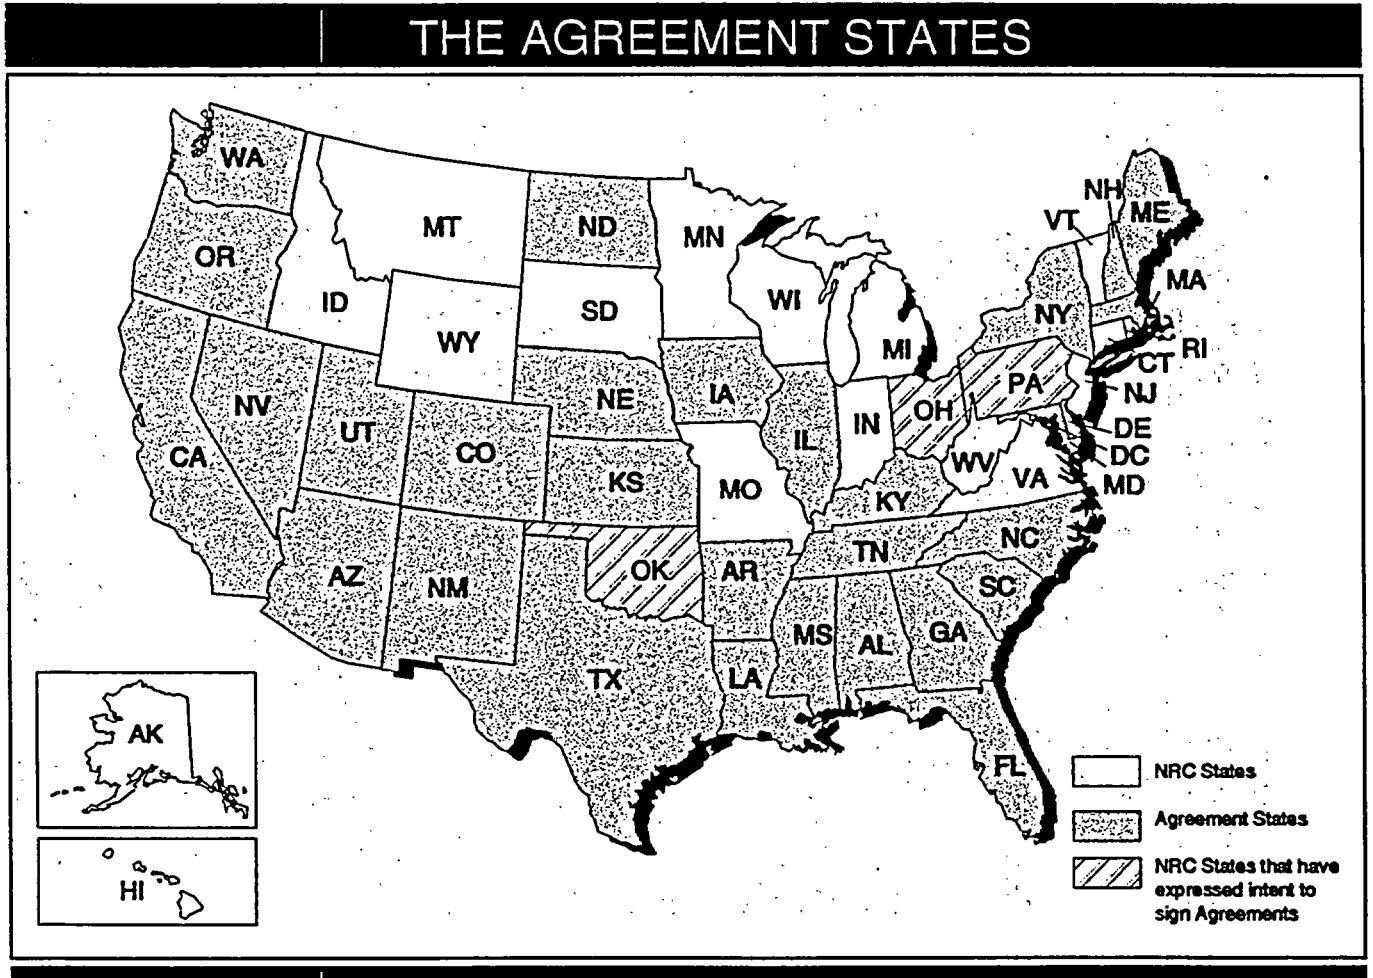 THE AGREEMENT STATES
WA
MT
ND
MN
NH
ME
VT
OR
ID
SD
WI
MA
NY
WY
MI
RI
CT
NV
NE
IA
PA
NJ
OH
IN
UT
CO
IL
DE
CA
KS
MO
WV
VA
DC
MD
KY
AZ
NM
OK
AR
TN
NC
SC
MS
AL
GA
TX
LA
AK
FL
HI
NRC States
Agreement States
NRC States that have
expressed intent to
sign Agreements